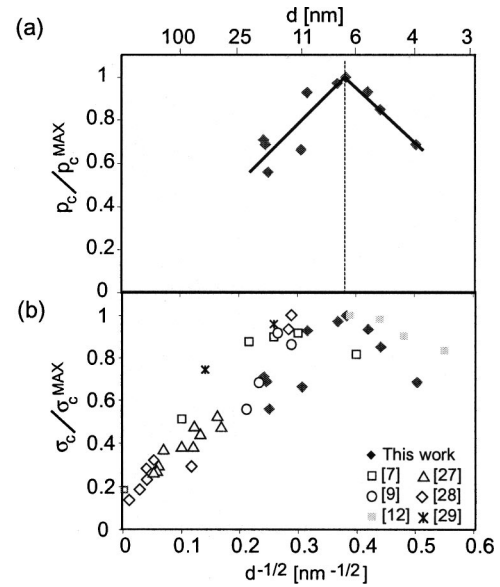 (a)
d [nm]
100 25 11 6 4 3
p_c/p_c^MAX
1
0.8
0.6
0.4
0.2
0
(b)
σ_c/σ_c^MAX
1
0.8
0.6
0.4
0.2
0
This work
[7] [27]
[9] [28]
[12] [29]
0 0.1 0.2 0.3 0.4 0.5 0.6
d^-1/2 [nm^-1/2]